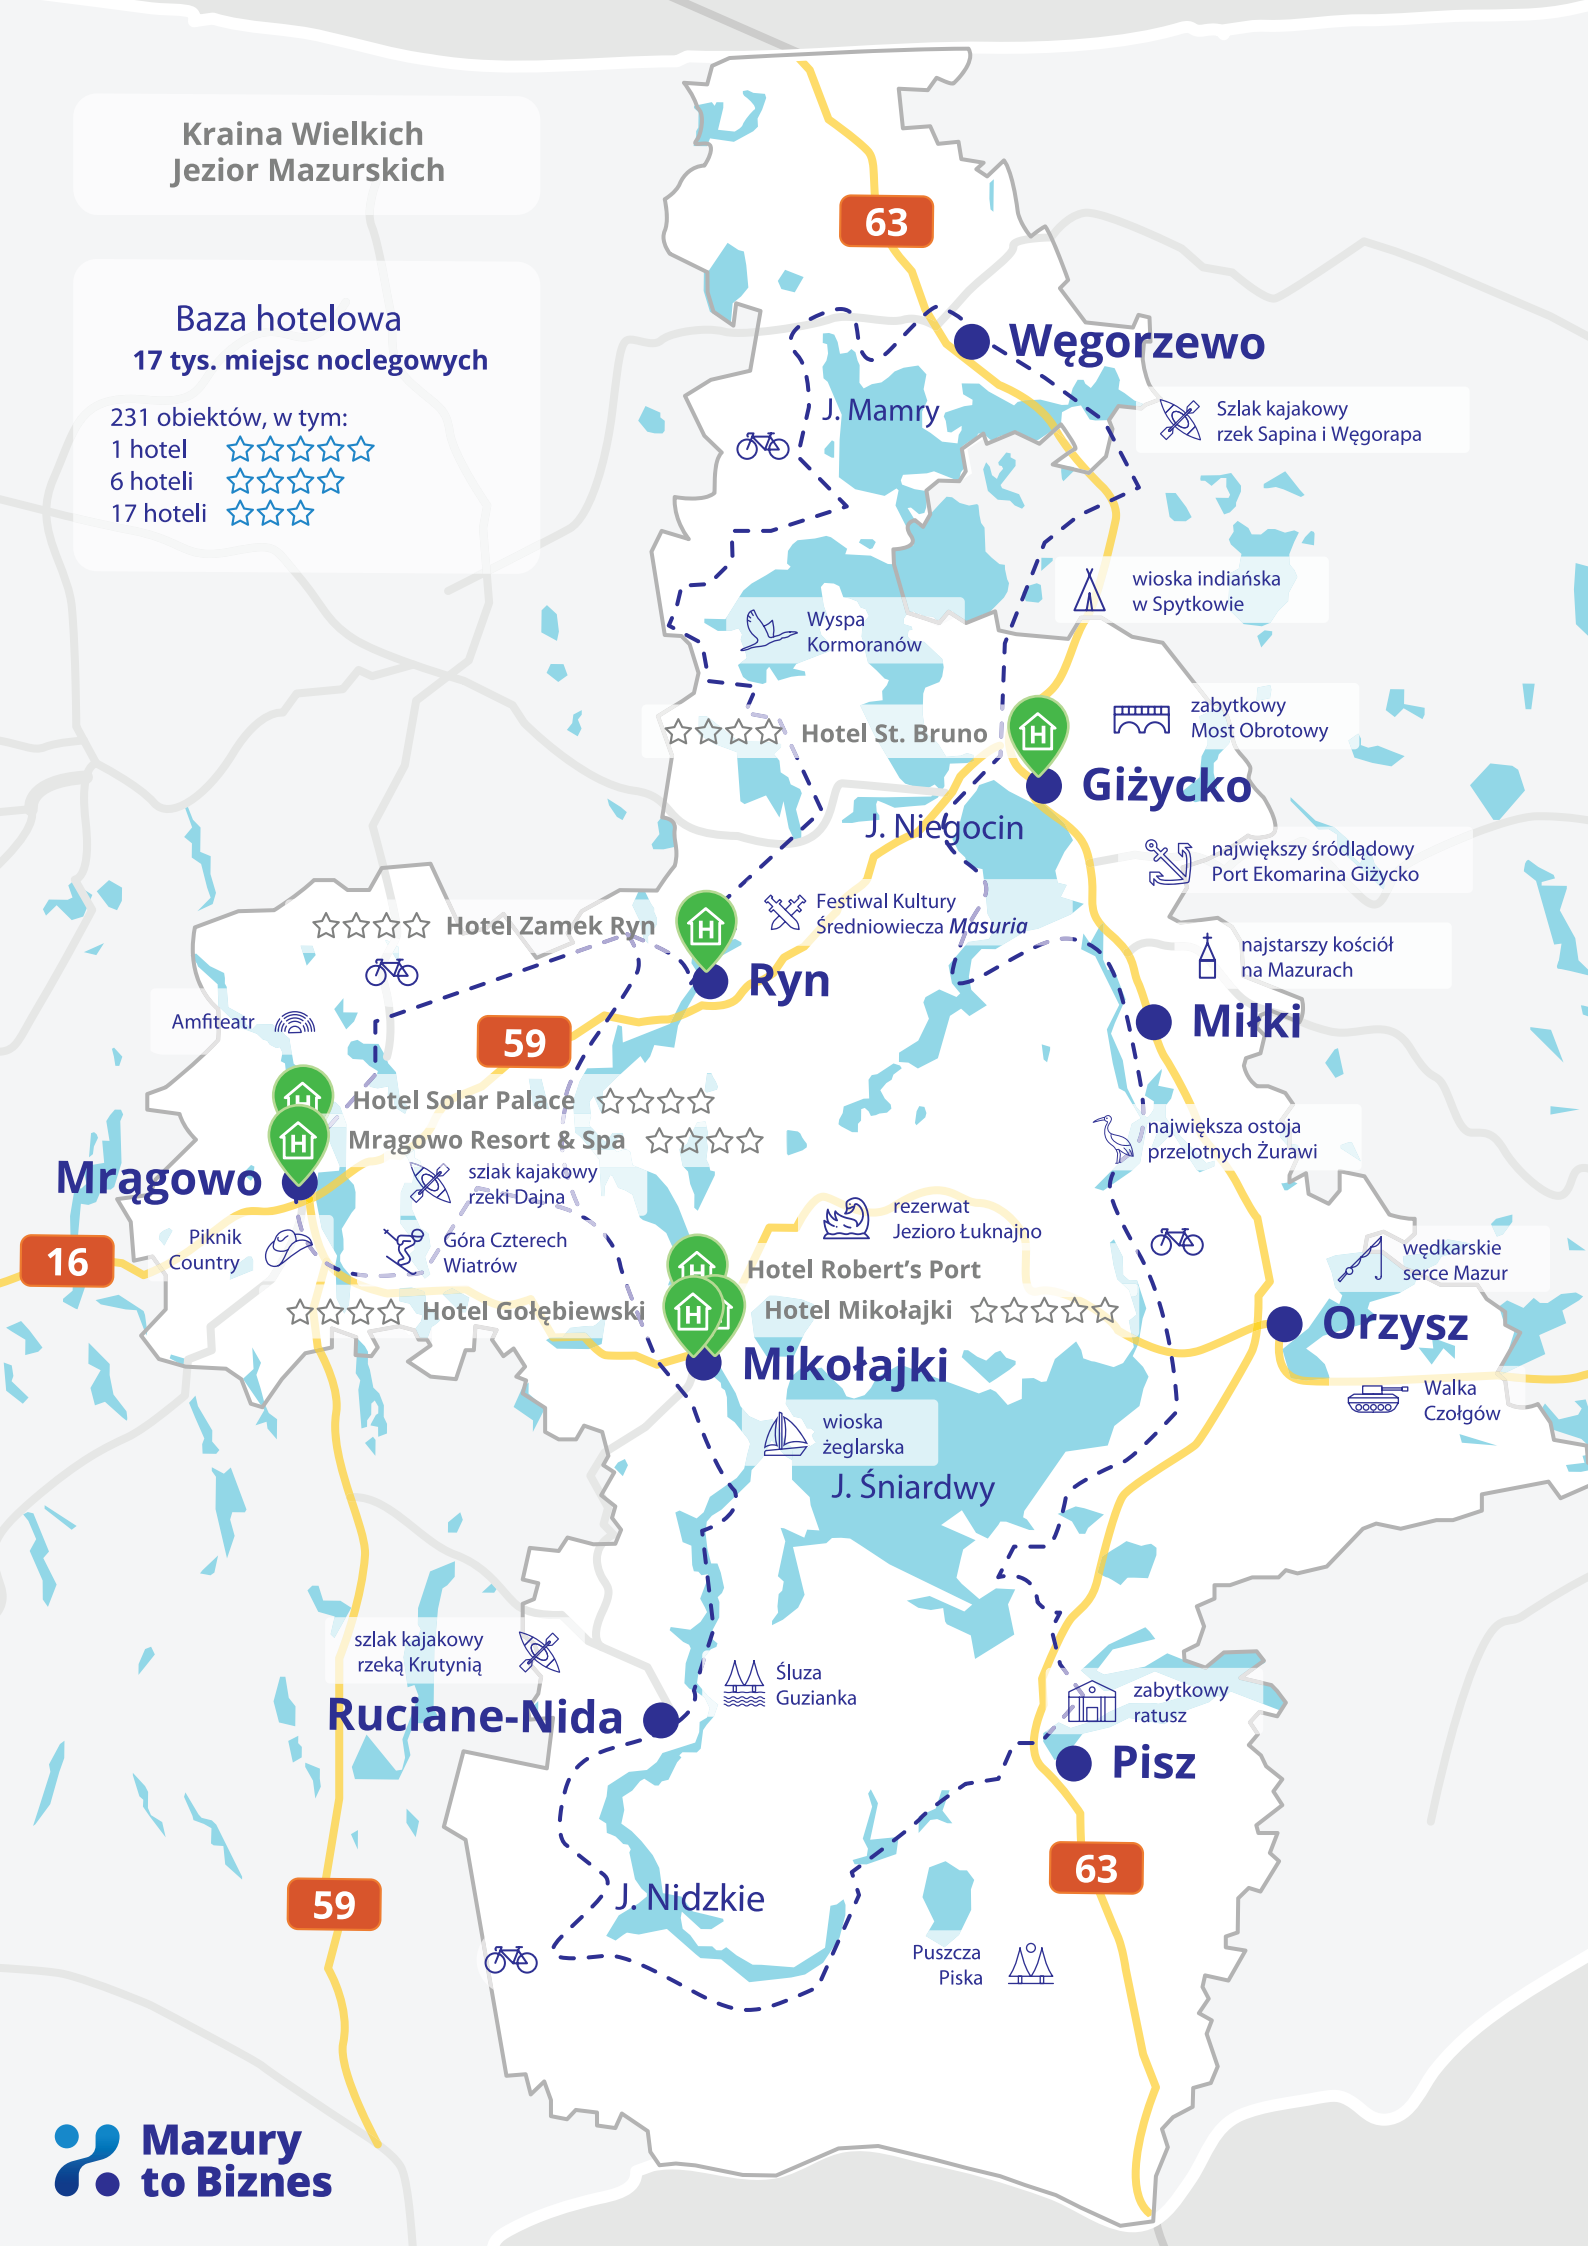 Kraina Wielkich
Jezior Mazurskich
Baza hotelowa
17 tys. miejsc noclegowych
231 obiektów, w tym:
1 hotel
6 hoteli
17 hoteli
63
Węgorzewo
J. Mamry
Szlak kajakowy
rzek Sapina i Węgorapa
wioska indiańska
w Spytkowie
Wyspa
Kormoranów
Hotel St. Bruno
H
zabytkowy
Most Obrotowy
Giżycko
J. Niegocin
największy śródlądowy
Port Ekomarina Giżycko
Festiwal Kultury
Średniowiecza Masuria
Hotel Zamek Ryn
H
Ryn
najstarszy kościół
na Mazurach
Miłki
Amfiteatr
59
H
Hotel Solar Palace
H
Mrągowo Resort & Spa
Mrągowo
szlak kajakowy
rzeki Dajna
największa ostoja
przelotnych Żurawi
rezerwat
Jezioro Łuknajno
Piknik
Country
Góra Czterech
Wiatrów
16
wędkarskie
serce Mazur
H
Hotel Robert's Port
Hotel Gołębiewski
H
H
Hotel Mikołajki
Orzysz
Mikołajki
Walka
Czołgów
wioska
żeglarska
J. Śniardwy
szlak kajakowy
rzeką Krutynią
Śluza
Guzianka
zabytkowy
ratusz
Ruciane-Nida
Pisz
63
59
J. Nidzkie
Puszcza
Piska
Mazury
to Biznes